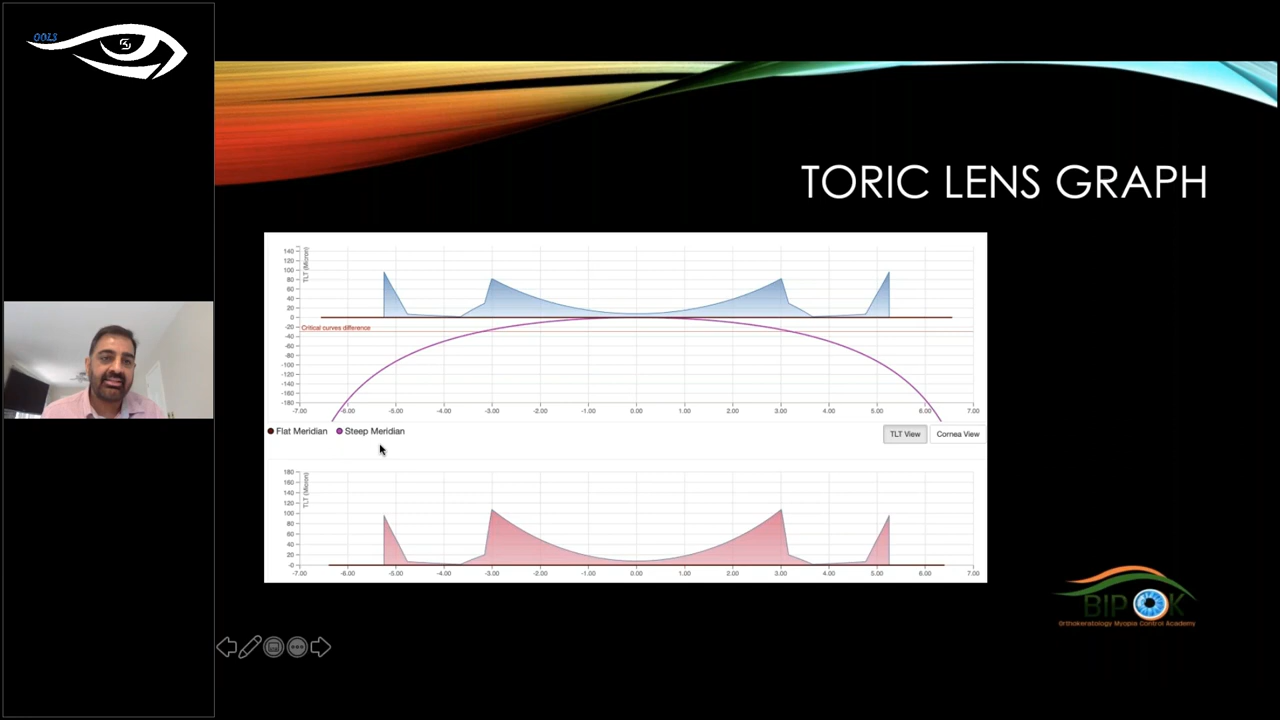 OOLS
TORIC LENS GRAPH
TLT (Micron)
140
120
100
80
60
40
20
0
-20
-40
-60
-80
-100
-120
-140
-160
-180
Critical curves difference
-7.00 -6.00 -5.00 -4.00 -3.00 -2.00 -1.00 0.00 1.00 2.00 3.00 4.00 5.00 6.00 7.00
Flat Meridian Steep Meridian
TLT View Cornea View
TLT (Micron)
180
160
140
120
100
80
60
40
20
-0
-7.00 -6.00 -5.00 -4.00 -3.00 -2.00 -1.00 0.00 1.00 2.00 3.00 4.00 5.00 6.00 7.00
BIP OK
Orthokeratology Myopia Control Academy